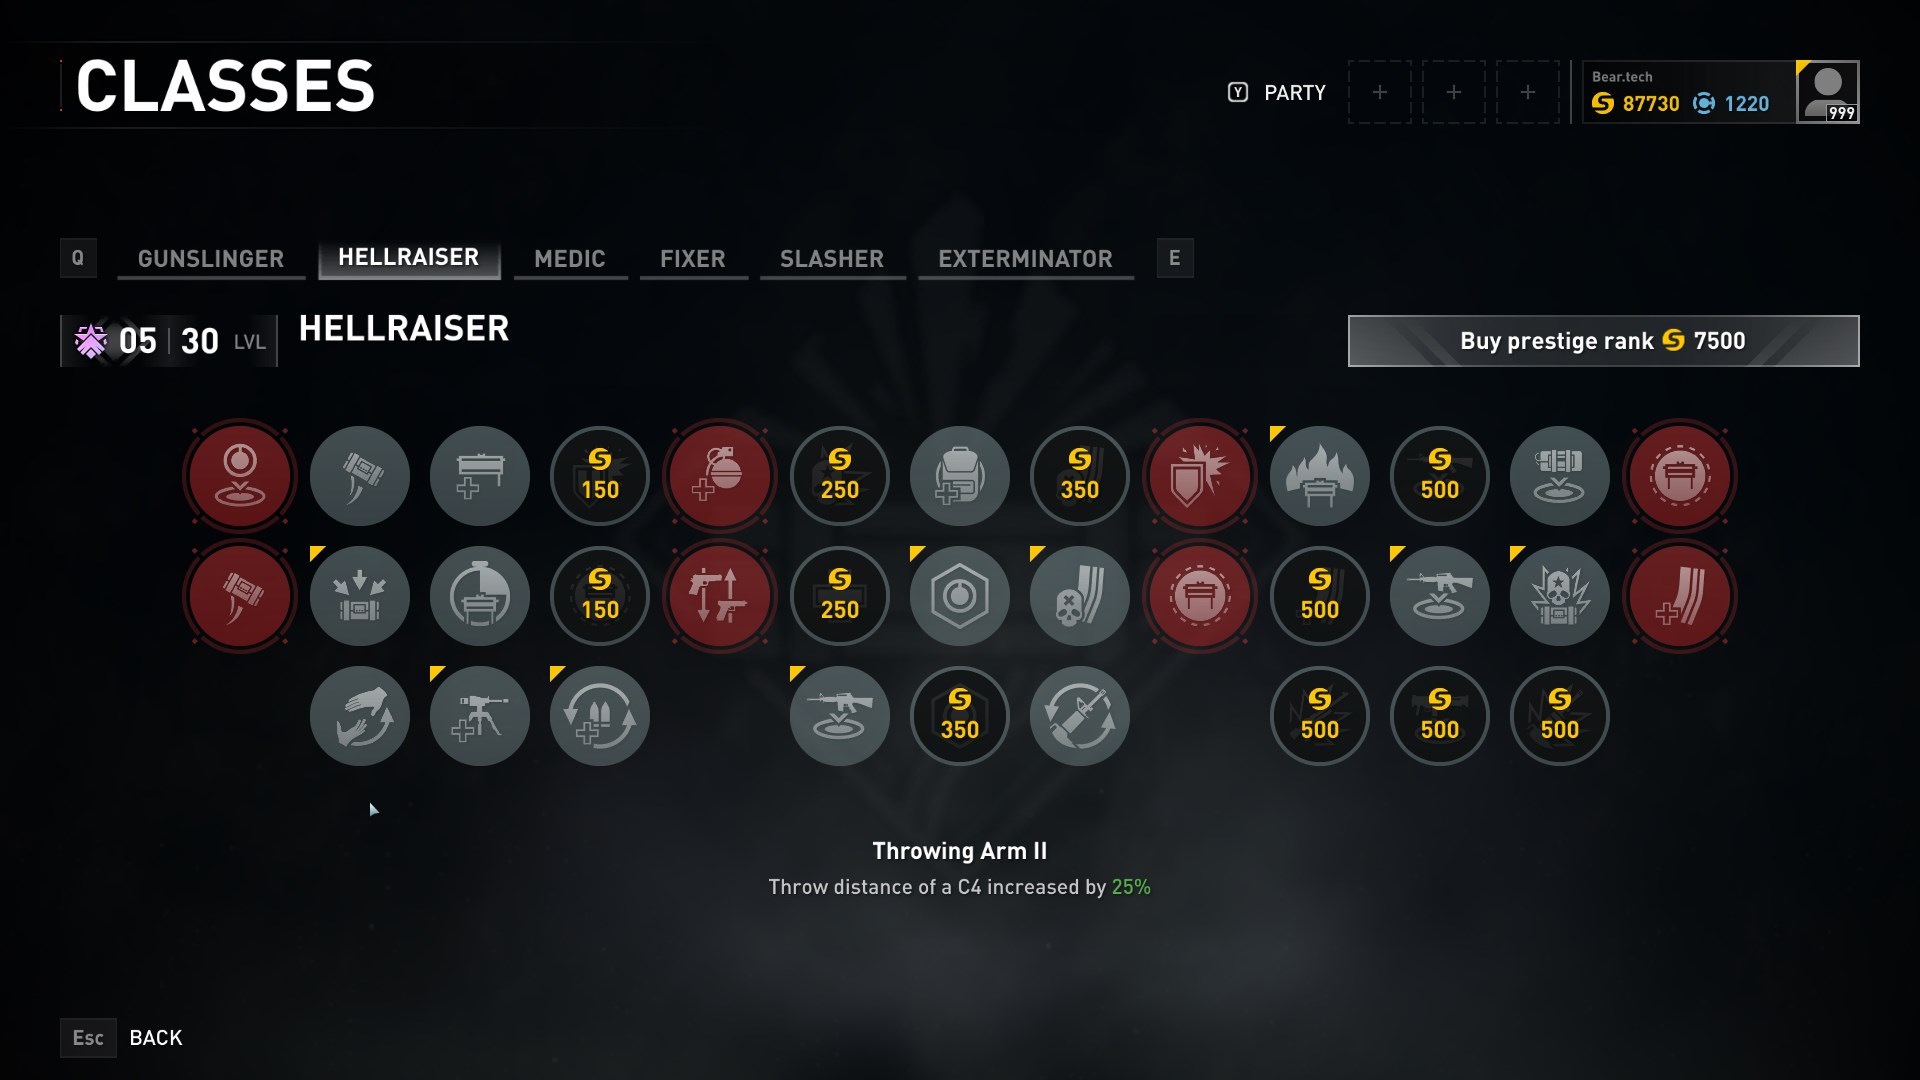 CLASSES
Y PARTY
Bear.tech
87730 1220
999
Q GUNSLINGER HELLRAISER MEDIC FIXER SLASHER EXTERMINATOR E
05 30 LVL HELLRAISER
Buy prestige rank 7500
150 250 350 500
150 250 500
350 500 500 500
Throwing Arm II
Throw distance of a C4 increased by 25%
Esc BACK